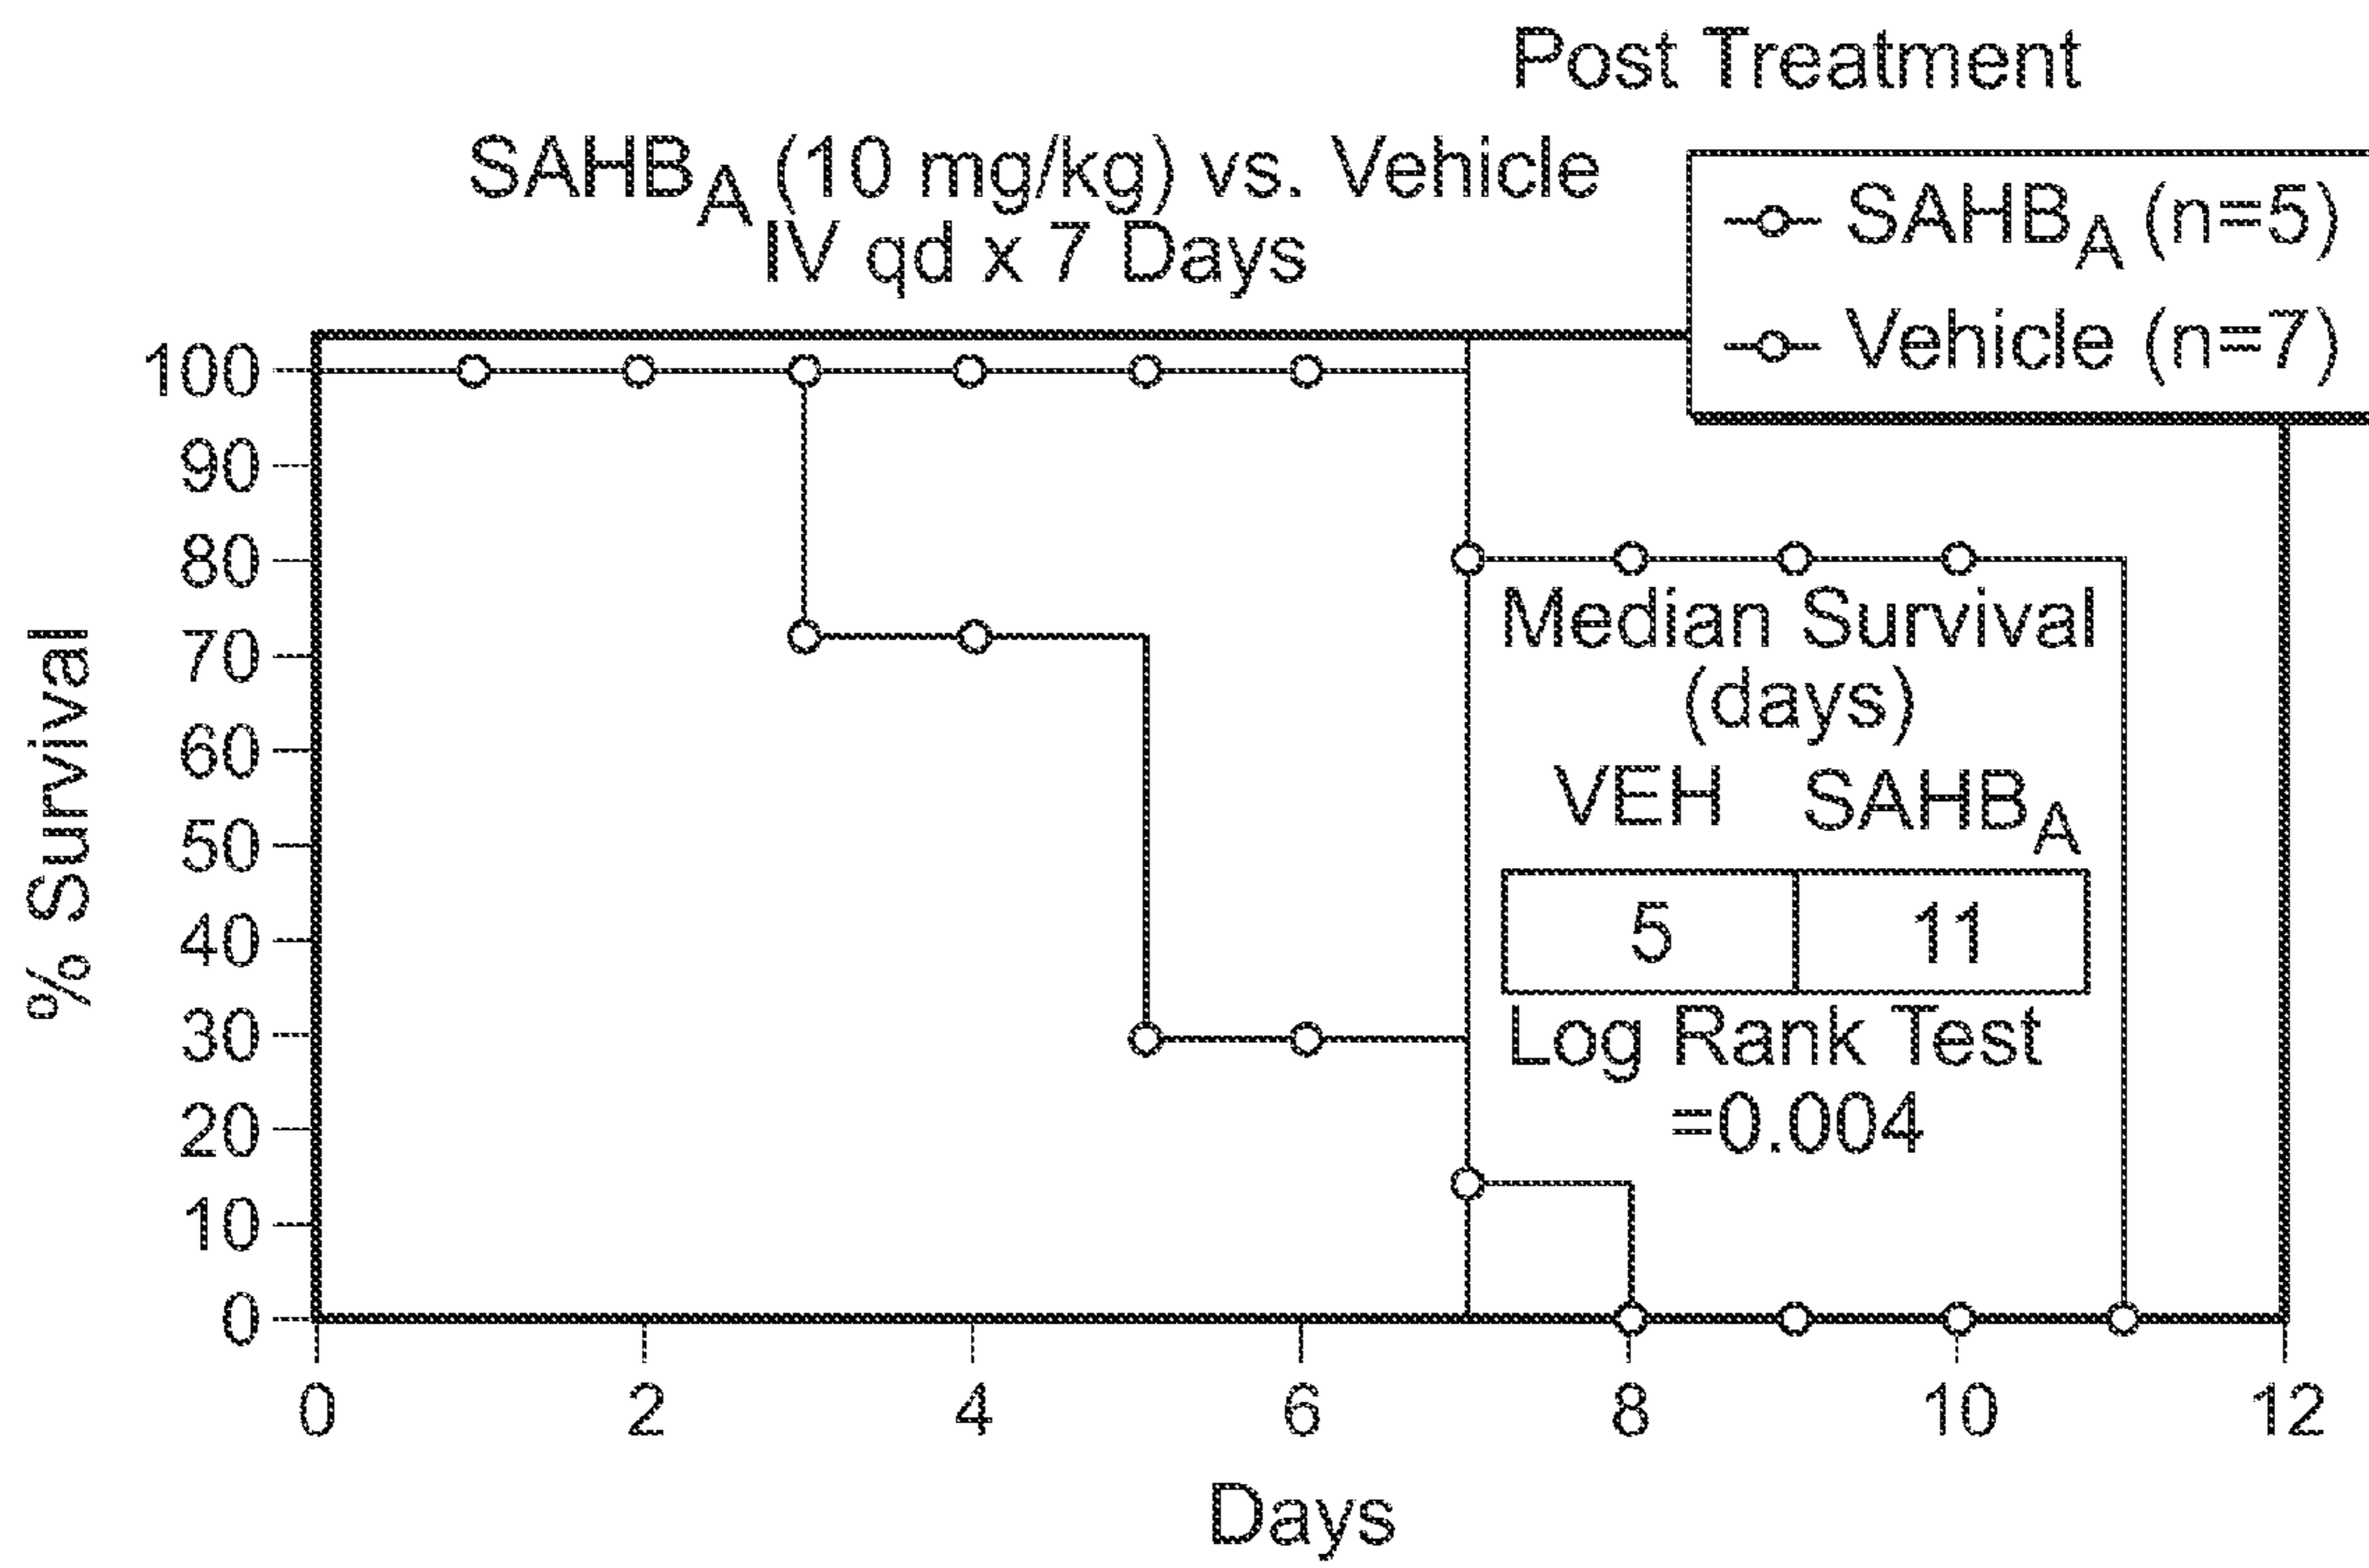 Post Treatment
SAHBA (10 mg/kg) vs. Vehicle
IV qd x 7 Days
SAHBA (n=5)
Vehicle (n=7)
% Survival
100
90
80
70
60
50
40
30
20
10
0
Median Survival
(days)
VEH SAHBA
5 11
Log Rank Test
=0.004
0 2 4 6 8 10 12
Days